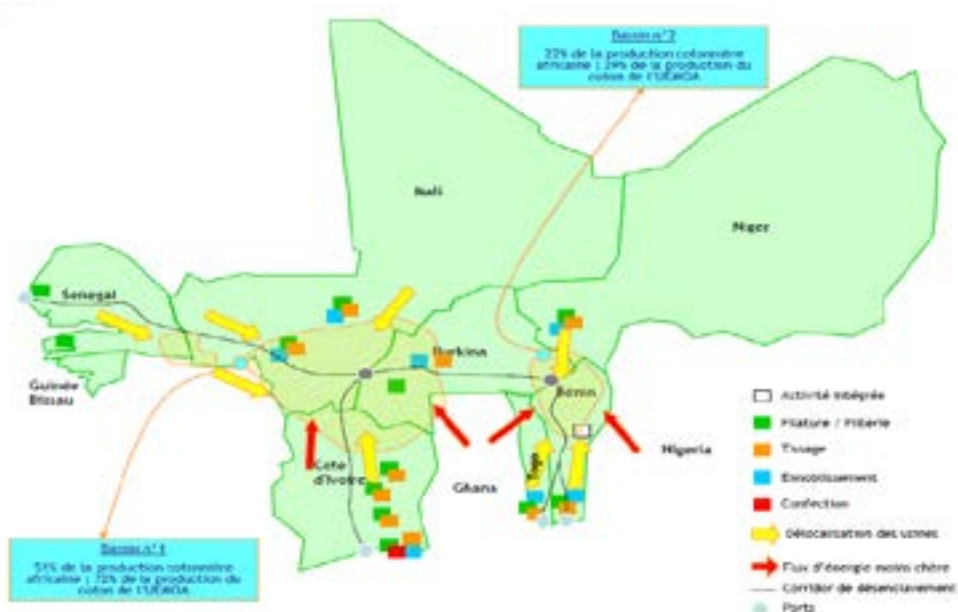 Bassin n°2
22% de la production cotonnière
africaine ; 29% de la production du
coton de l'UEMOA
Mali
Niger
Senegal
Burkina
Guinée
Bissau
Benin
Cote
d'Ivoire
Ghana
Togo
Nigeria
Activité intégrée
Filature / Filterie
Tissage
Ennoblissement
Confection
Délocalisation des usines
Flux d'énergie moins chère
Corridor de désenclavement
Ports
Bassin n°1
de la production cotonnière
africaine ; 72% de la production du
coton de l'UEMOA